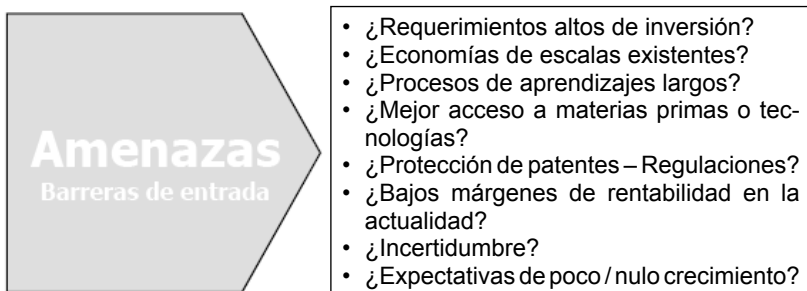 Amenazas
Barreras de entrada
• ¿Requerimientos altos de inversión?
• ¿Economías de escalas existentes?
• ¿Procesos de aprendizajes largos?
• ¿Mejor acceso a materias primas o tec-
nologías?
• ¿Protección de patentes – Regulaciones?
• ¿Bajos márgenes de rentabilidad en la
actualidad?
• ¿Incertidumbre?
• ¿Expectativas de poco / nulo crecimiento?